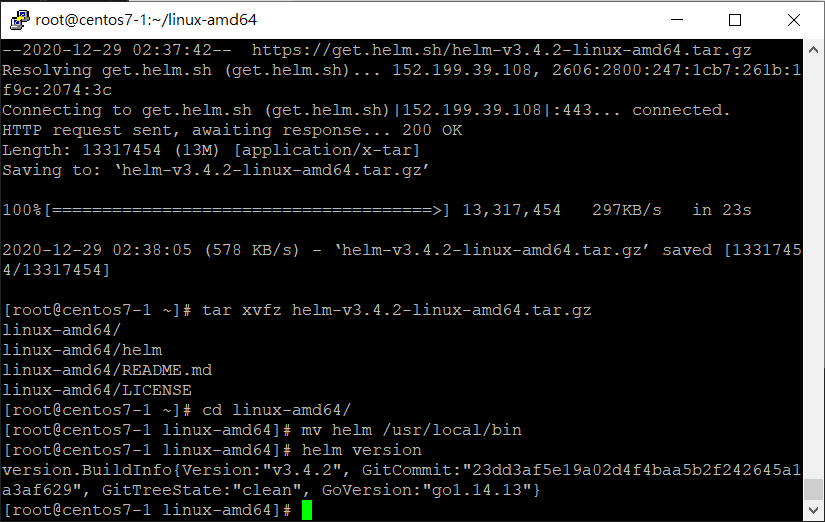 root@centos7-1:~/linux-amd64
--2020-12-29 02:37:42--  https://get.helm.sh/helm-v3.4.2-linux-amd64.tar.gz
Resolving get.helm.sh (get.helm.sh)... 152.199.39.108, 2606:2800:247:1cb7:261b:1
f9c:2074:3c
Connecting to get.helm.sh (get.helm.sh)|152.199.39.108|:443... connected.
HTTP request sent, awaiting response... 200 OK
Length: 13317454 (13M) [application/x-tar]
Saving to: ‘helm-v3.4.2-linux-amd64.tar.gz’
100%[======================================>] 13,317,454   297KB/s   in 23s
2020-12-29 02:38:05 (578 KB/s) - ‘helm-v3.4.2-linux-amd64.tar.gz’ saved [1331745
4/13317454]
[root@centos7-1 ~]# tar xvfz helm-v3.4.2-linux-amd64.tar.gz
linux-amd64/
linux-amd64/helm
linux-amd64/README.md
linux-amd64/LICENSE
[root@centos7-1 ~]# cd linux-amd64/
[root@centos7-1 linux-amd64]# mv helm /usr/local/bin
[root@centos7-1 linux-amd64]# helm version
version.BuildInfo{Version:"v3.4.2", GitCommit:"23dd3af5e19a02d4f4baa5b2f242645a1
a3af629", GitTreeState:"clean", GoVersion:"go1.14.13"}
[root@centos7-1 linux-amd64]#